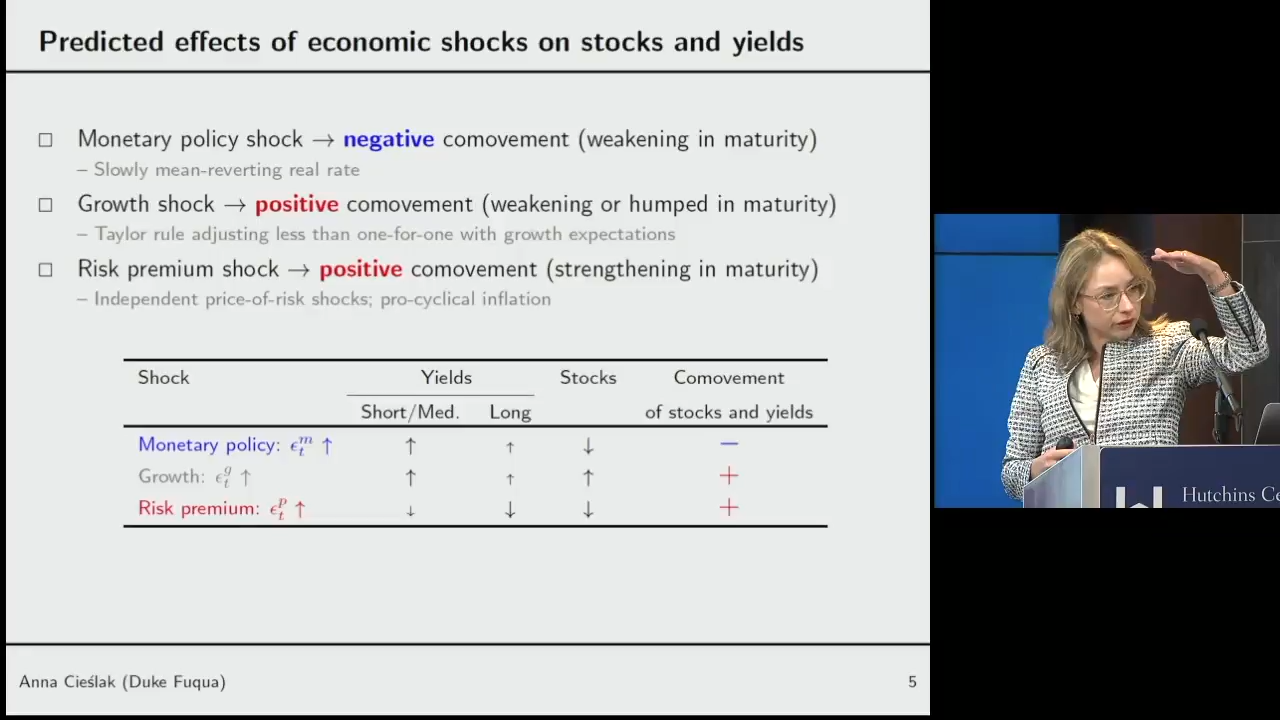 Predicted effects of economic shocks on stocks and yields
□ Monetary policy shock → negative comovement (weakening in maturity)
– Slowly mean-reverting real rate
□ Growth shock → positive comovement (weakening or humped in maturity)
– Taylor rule adjusting less than one-for-one with growth expectations
□ Risk premium shock → positive comovement (strengthening in maturity)
– Independent price-of-risk shocks; pro-cyclical inflation
Shock Yields Stocks Comovement
Short/Med. Long of stocks and yields
Monetary policy: ϵₜᵐ ↑ ↑ ↑ ↓ −
Growth: ϵₜᵍ ↑ ↑ ↑ ↑ +
Risk premium: ϵₜᵖ ↑ ↓ ↓ ↓ +
Anna Cieślak (Duke Fuqua) 5
Hutchins Ce